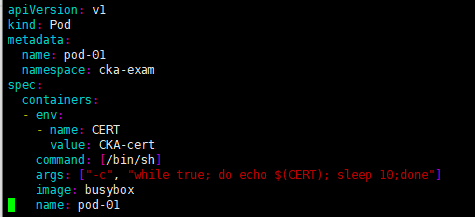 apiVersion: v1
kind: Pod
metadata:
  name: pod-01
  namespace: cka-exam
spec:
  containers:
  - env:
    - name: CERT
      value: CKA-cert
    command: [/bin/sh]
    args: ["-c", "while true; do echo $(CERT); sleep 10;done"]
    image: busybox
    name: pod-01